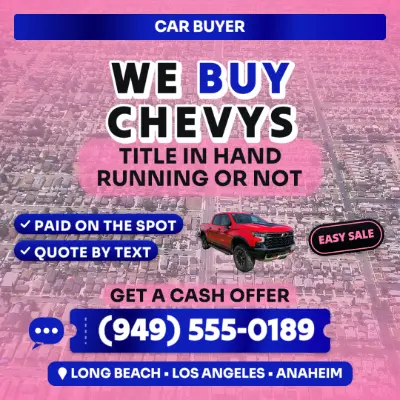 CAR BUYER
WE BUY
CHEVYS
TITLE IN HAND
RUNNING OR NOT
PAID ON THE SPOT
QUOTE BY TEXT
EASY SALE
GET A CASH OFFER
(949) 555-0189
LONG BEACH • LOS ANGELES • ANAHEIM